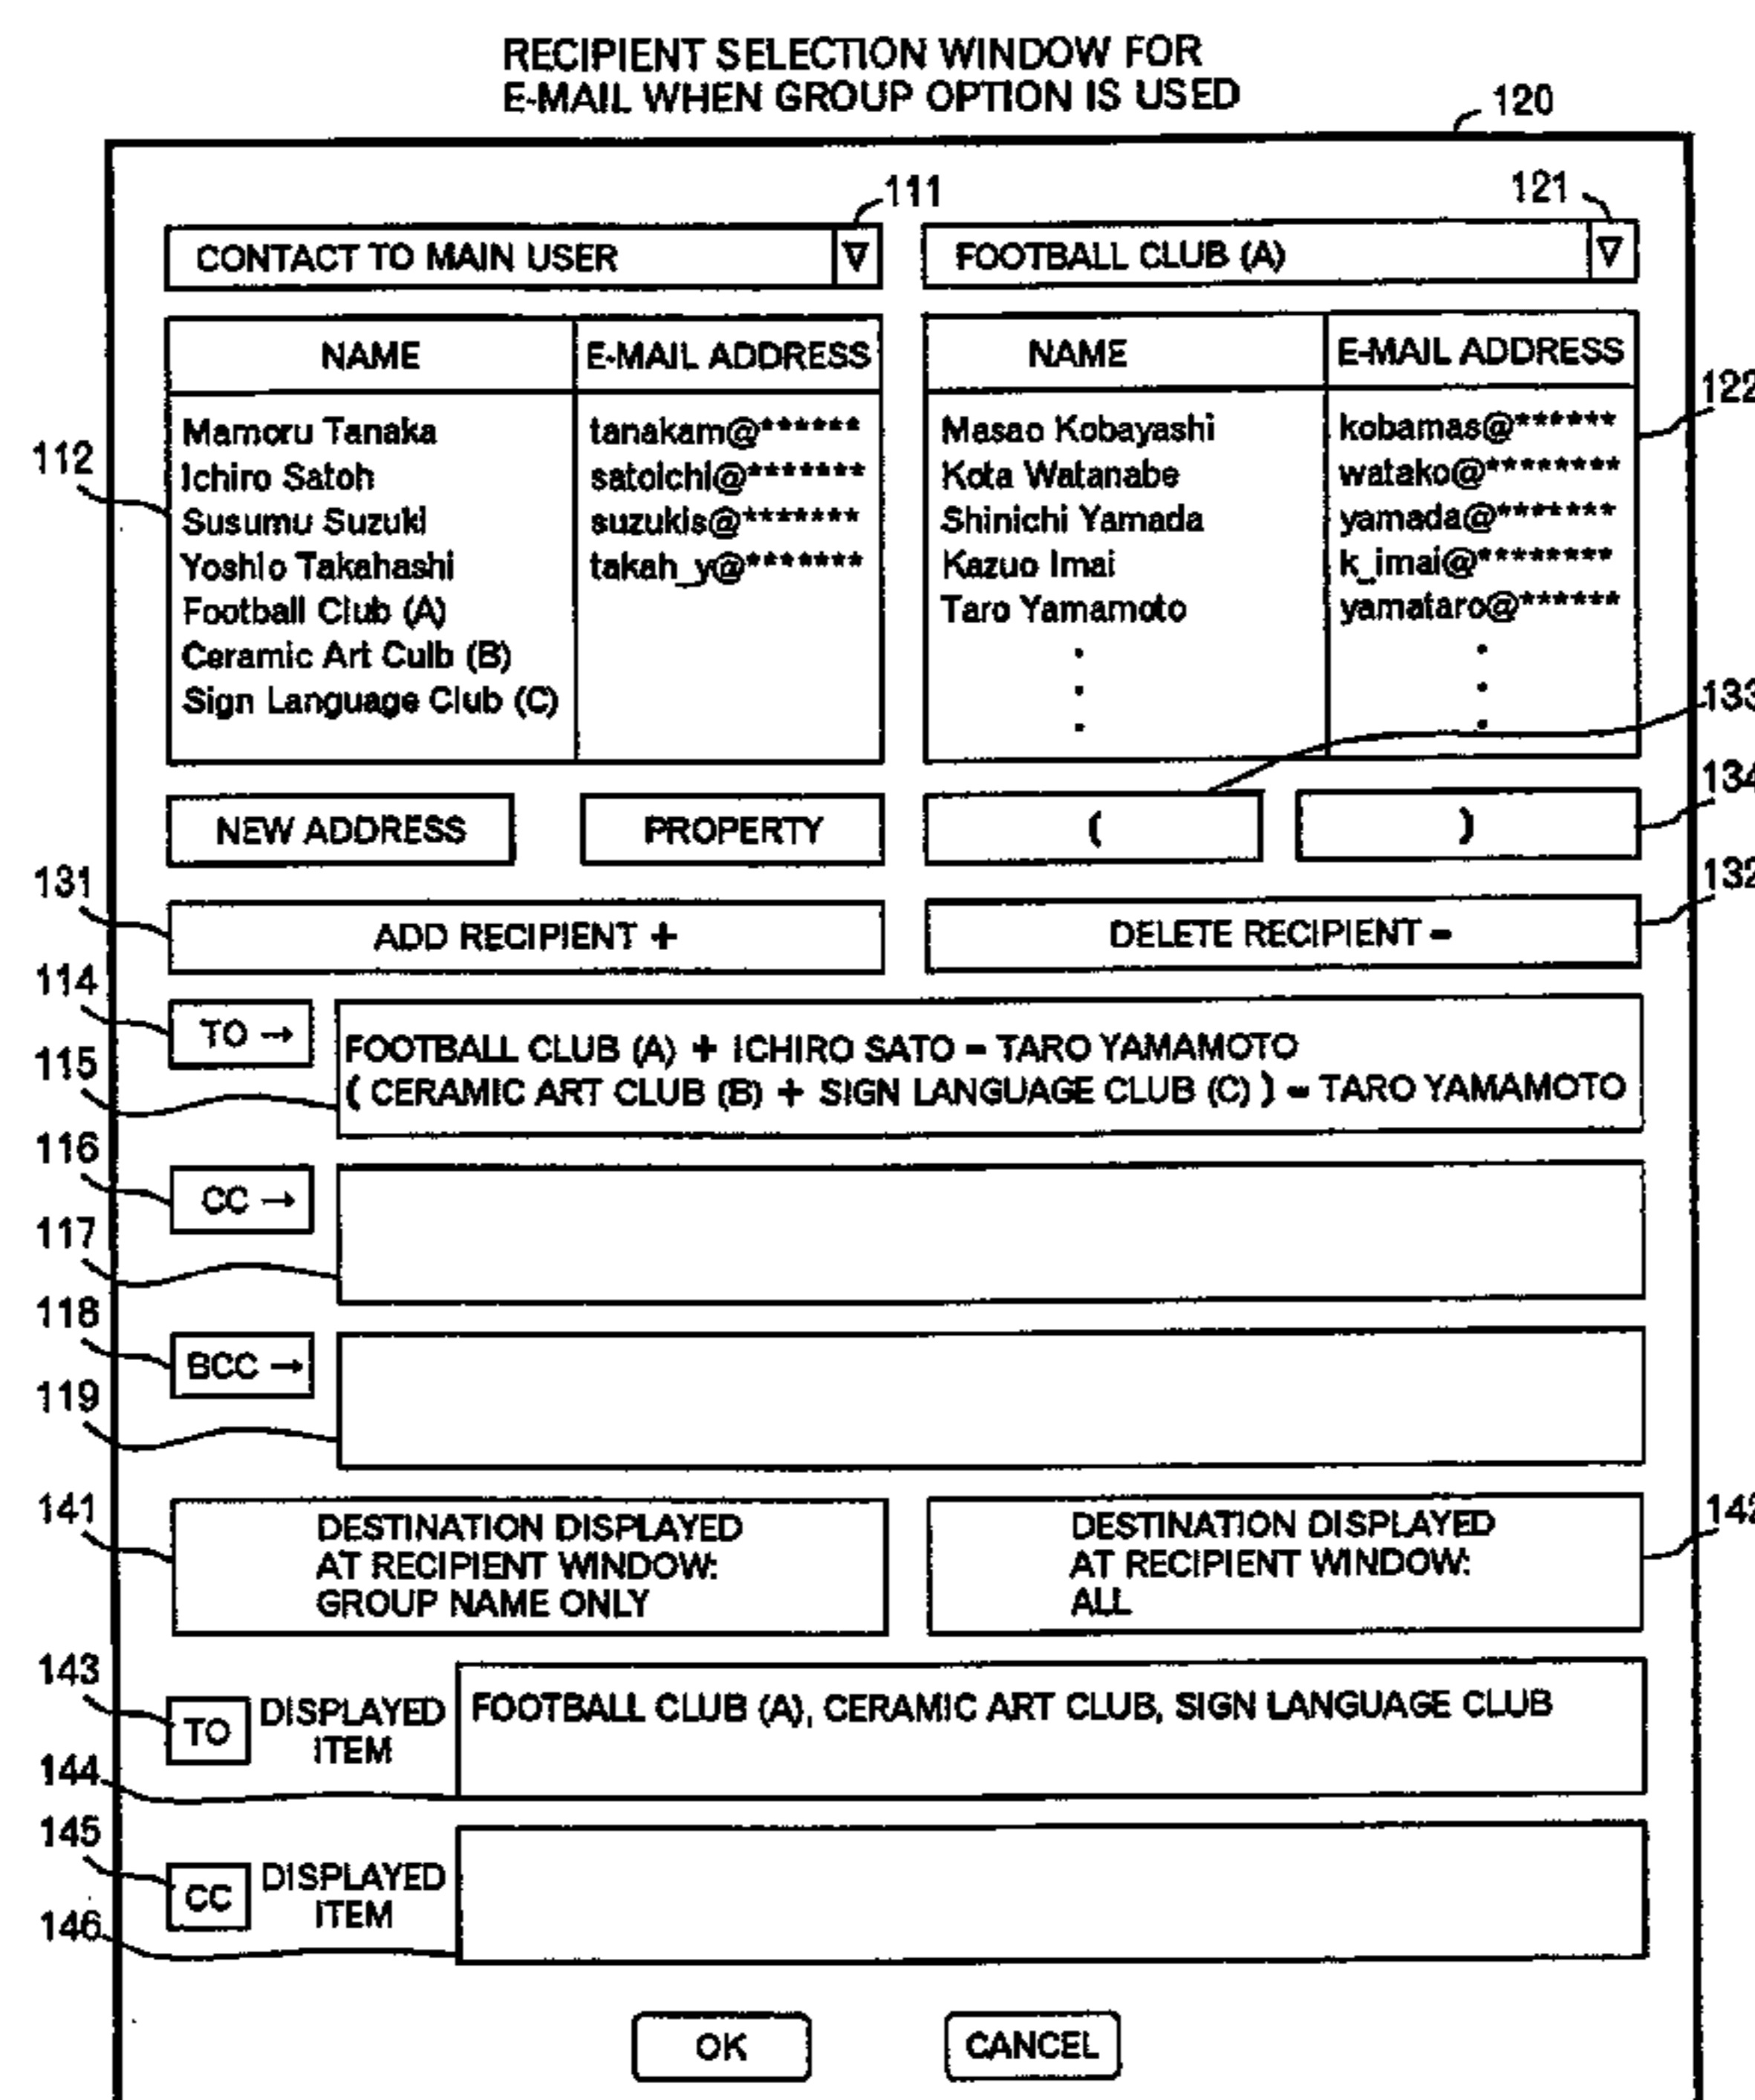 RECIPIENT SELECTION WINDOW FOR
E-MAIL WHEN GROUP OPTION IS USED
120
111
121
CONTACT TO MAIN USER ▽
FOOTBALL CLUB (A) ▽
NAME E-MAIL ADDRESS
Mamoru Tanaka tanakam@******
Ichiro Satoh satoichi@*******
Susumu Suzuki suzukis@*******
Yoshio Takahashi takah_y@*******
Football Club (A)
Ceramic Art Culb (B)
Sign Language Club (C)
112
NAME E-MAIL ADDRESS
Masao Kobayashi kobamas@******
Kota Watanabe watako@********
Shinichi Yamada yamada@*******
Kazuo Imai k_imai@********
Taro Yamamoto yamataro@******
122
133
134
NEW ADDRESS
PROPERTY
(
)
131
132
ADD RECIPIENT +
DELETE RECIPIENT -
114
TO →
115
FOOTBALL CLUB (A) + ICHIRO SATO - TARO YAMAMOTO
( CERAMIC ART CLUB (B) + SIGN LANGUAGE CLUB (C) ) - TARO YAMAMOTO
116
CC →
117
118
BCC →
119
141
DESTINATION DISPLAYED
AT RECIPIENT WINDOW:
GROUP NAME ONLY
DESTINATION DISPLAYED
AT RECIPIENT WINDOW:
ALL
142
143
TO
DISPLAYED
ITEM
FOOTBALL CLUB (A), CERAMIC ART CLUB, SIGN LANGUAGE CLUB
144
145
CC
DISPLAYED
ITEM
146
OK
CANCEL